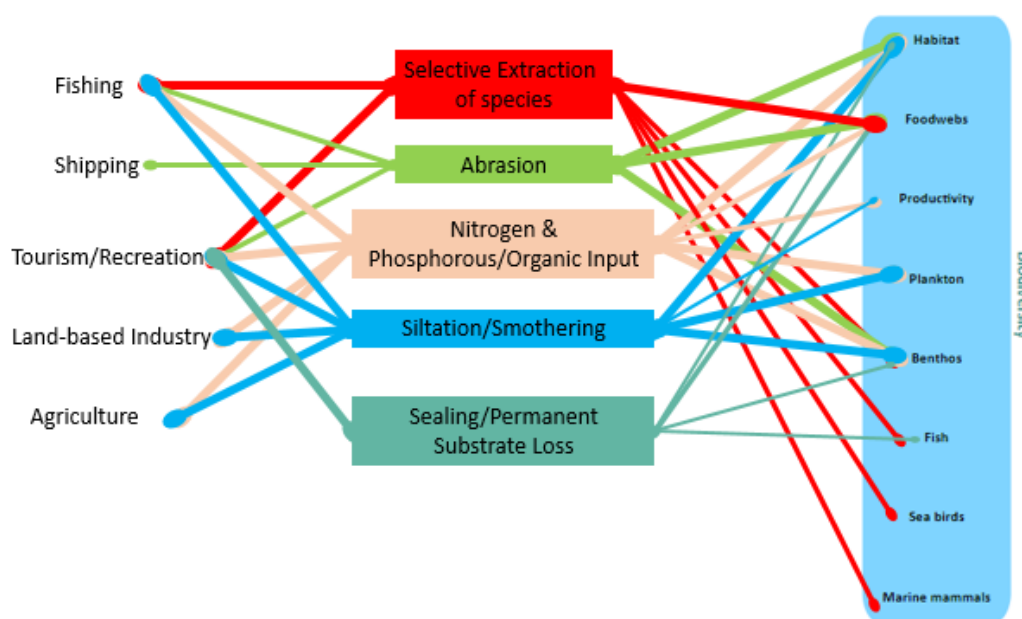 Fishing
Shipping
Tourism/Recreation
Land-based Industry
Agriculture
Selective Extraction
of species
Abrasion
Nitrogen &
Phosphorous/Organic Input
Siltation/Smothering
Sealing/Permanent
Substrate Loss
Habitat
Foodwebs
Productivity
Plankton
Benthos
Fish
Sea birds
Marine mammals